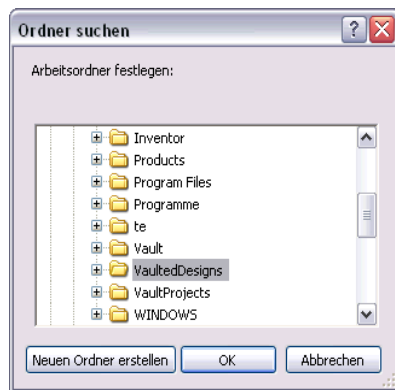 Ordner suchen
Arbeitsordner festlegen:
Inventor
Products
Program Files
Programme
te
Vault
VaultedDesigns
VaultProjects
WINDOWS
Neuen Ordner erstellen OK Abbrechen